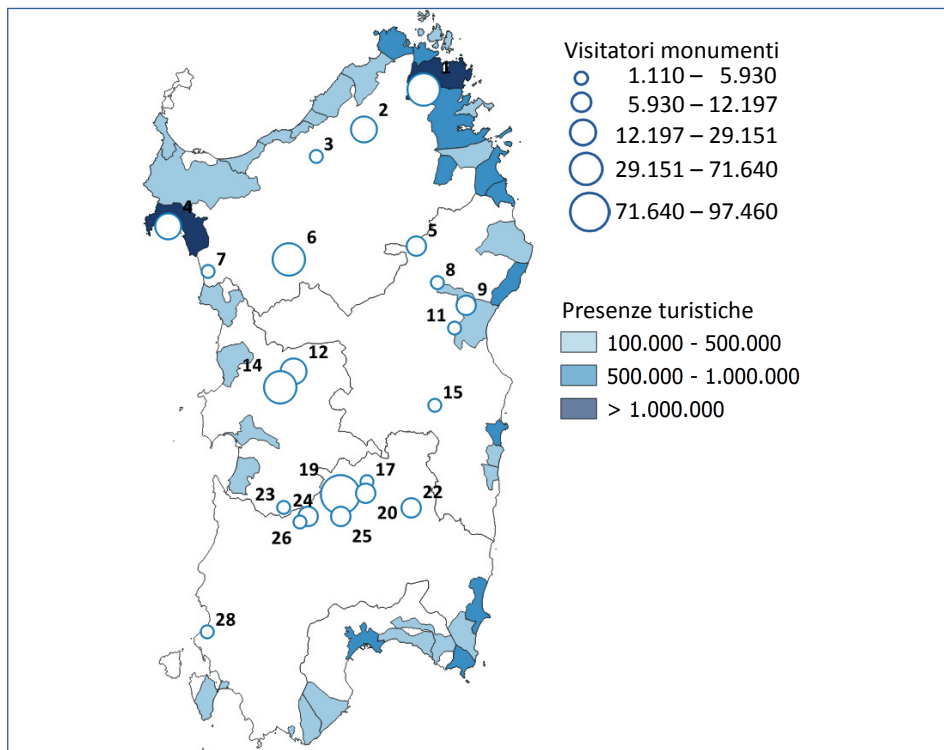 Visitatori monumenti
1.110 – 5.930
5.930 – 12.197
12.197 – 29.151
29.151 – 71.640
71.640 – 97.460
Presenze turistiche
100.000 - 500.000
500.000 - 1.000.000
> 1.000.000
1
2
3
4
5
6
7
8
9
11
12
14
15
19
17
23
24
20
22
26
25
28